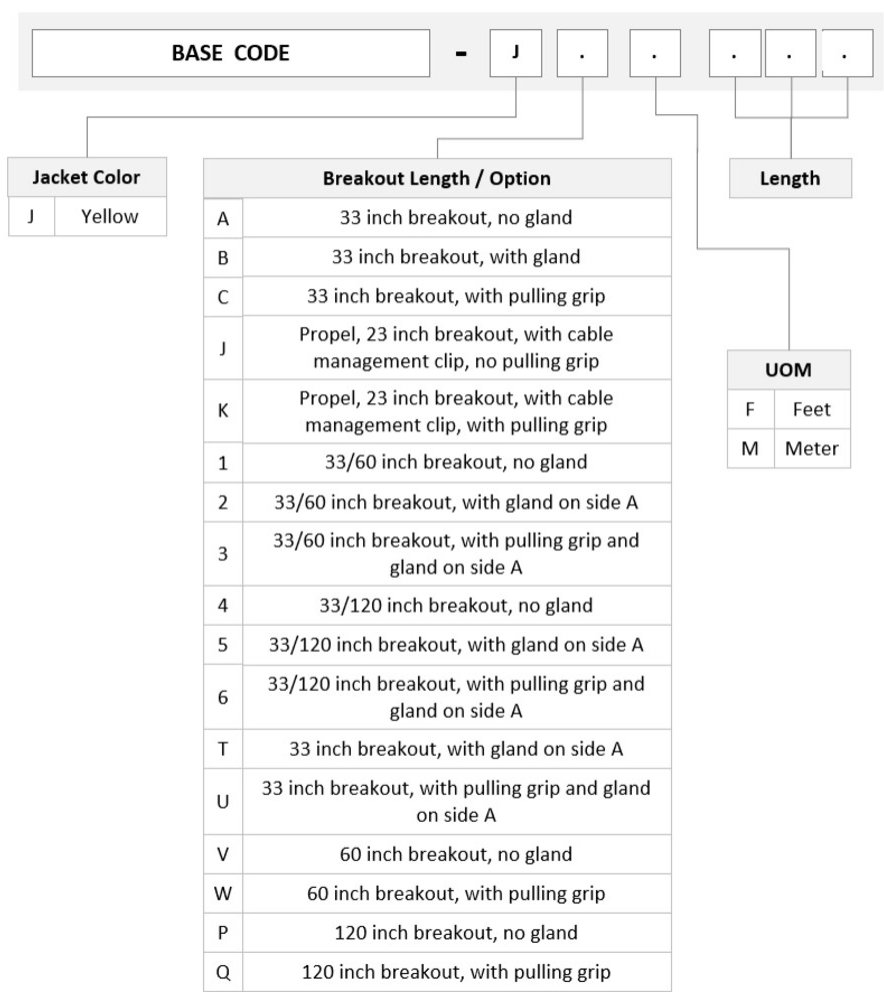 BASE CODE - J . . . . .
Jacket Color
J Yellow
Breakout Length / Option
A 33 inch breakout, no gland
B 33 inch breakout, with gland
C 33 inch breakout, with pulling grip
J Propel, 23 inch breakout, with cable
management clip, no pulling grip
K Propel, 23 inch breakout, with cable
management clip, with pulling grip
1 33/60 inch breakout, no gland
2 33/60 inch breakout, with gland on side A
3 33/60 inch breakout, with pulling grip and
gland on side A
4 33/120 inch breakout, no gland
5 33/120 inch breakout, with gland on side A
6 33/120 inch breakout, with pulling grip and
gland on side A
T 33 inch breakout, with gland on side A
U 33 inch breakout, with pulling grip and gland
on side A
V 60 inch breakout, no gland
W 60 inch breakout, with pulling grip
P 120 inch breakout, no gland
Q 120 inch breakout, with pulling grip
Length
UOM
F Feet
M Meter